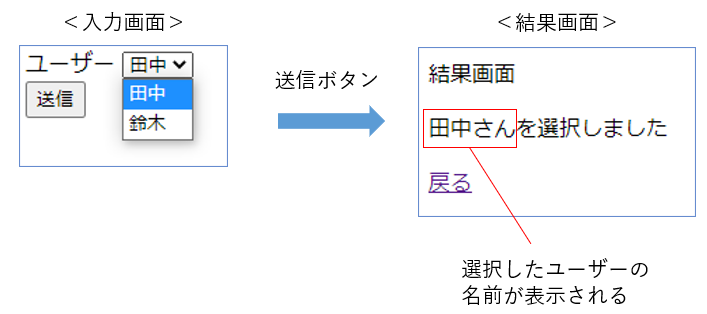 ＜入力画面＞
ユーザー 田中
田中
鈴木
送信
送信ボタン
＜結果画面＞
結果画面
田中さんを選択しました
戻る
選択したユーザーの
名前が表示される